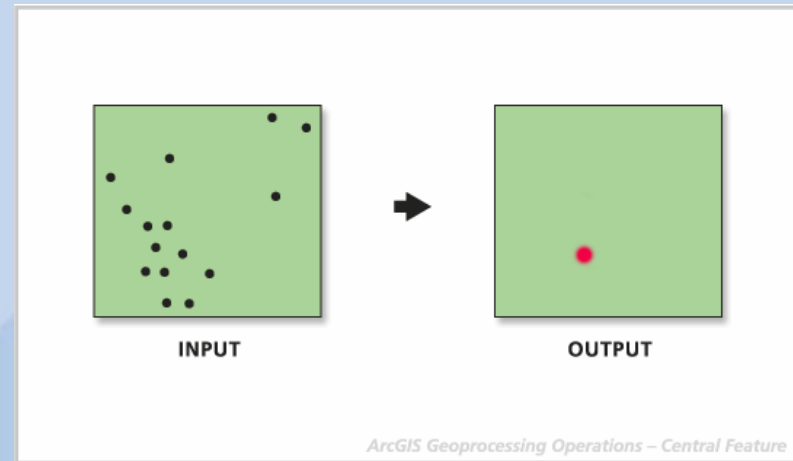 INPUT
OUTPUT
ArcGIS Geoprocessing Operations – Central Feature